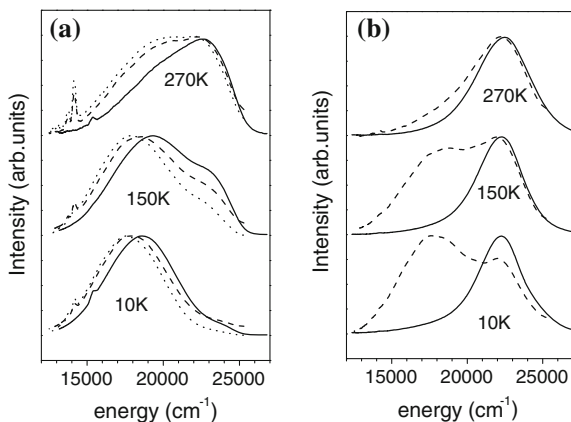 (a)
270K
150K
10K
Intensity (arb.units)
15000 20000 25000
energy (cm⁻¹)
(b)
270K
150K
10K
Intensity (arb.units)
15000 20000 25000
energy (cm⁻¹)